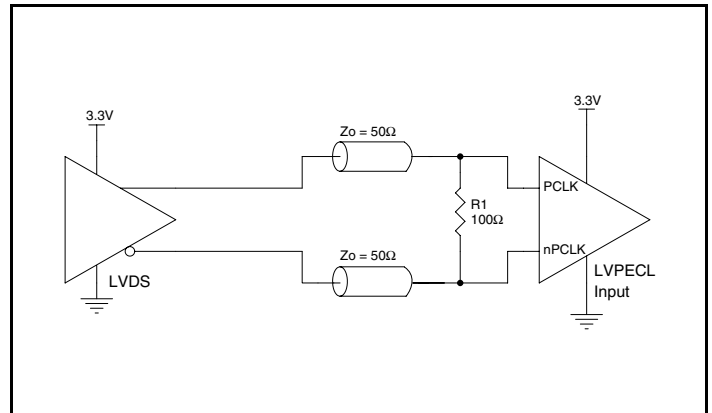 3.3V
LVDS
Zo = 50Ω
Zo = 50Ω
R1
100Ω
3.3V
PCLK
nPCLK
LVPECL
Input